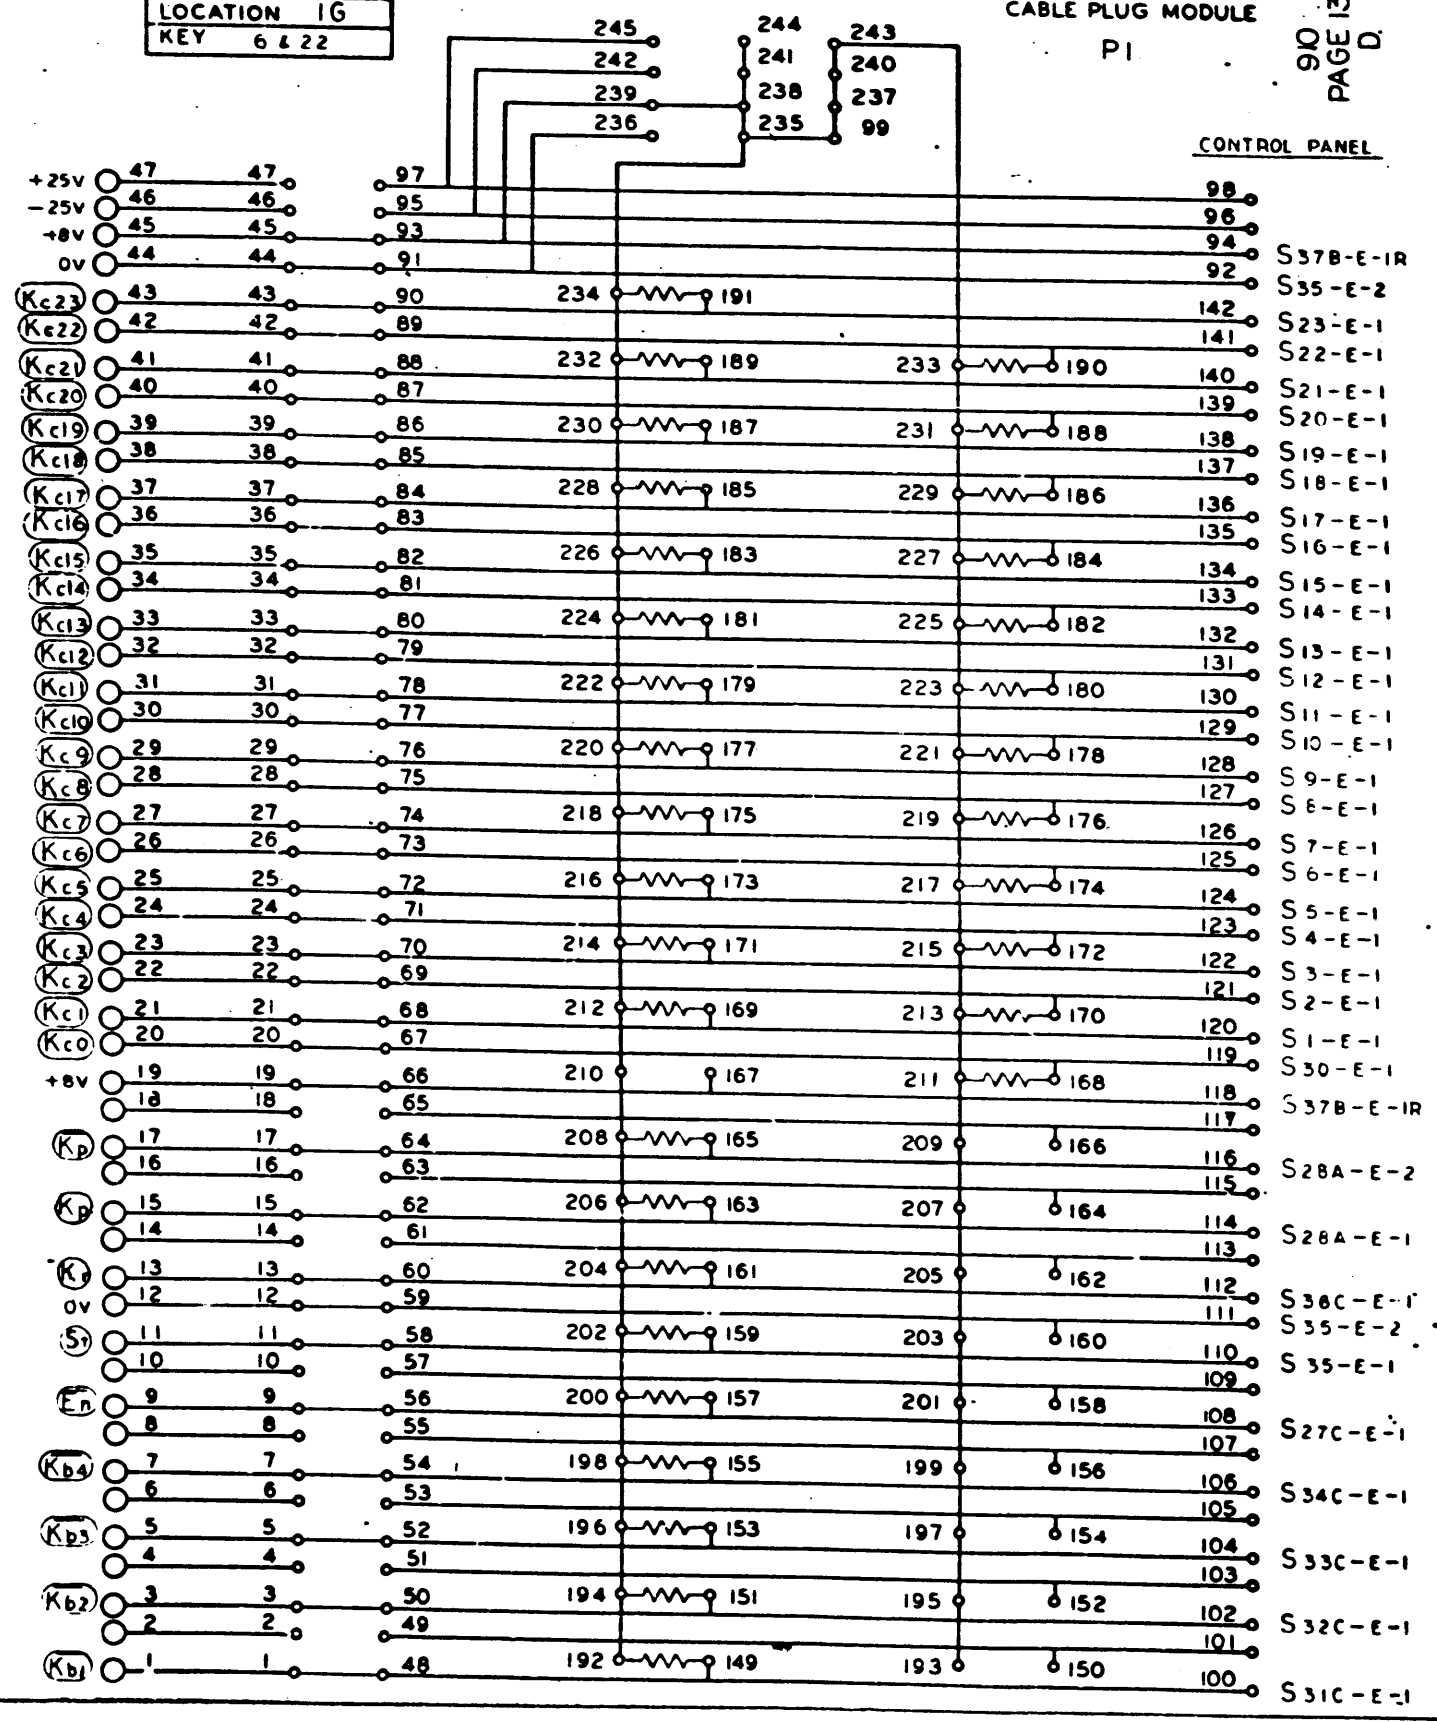 LOCATION 1G
KEY 6 & 22
CABLE PLUG MODULE
P1
910
PAGE 13
D.
CONTROL PANEL
245 244 243
242 241 240
239 238 237
236 235 99
+25V 47 47 97 98
-25V 46 46 95 96
+8V 45 45 93 94 S37B-E-1R
0V 44 44 91 92 S35-E-2
Kc23 43 43 90 234 191 142 S23-E-1
Kc22 42 42 89 141 S22-E-1
Kc21 41 41 88 232 189 233 190 140 S21-E-1
Kc20 40 40 87 139 S20-E-1
Kc19 39 39 86 230 187 231 188 138 S19-E-1
Kc18 38 38 85 137 S18-E-1
Kc17 37 37 84 228 185 229 186 136 S17-E-1
Kc16 36 36 83 135 S16-E-1
Kc15 35 35 82 226 183 227 184 134 S15-E-1
Kc14 34 34 81 133 S14-E-1
Kc13 33 33 80 224 181 225 182 132 S13-E-1
Kc12 32 32 79 131 S12-E-1
Kc11 31 31 78 222 179 223 180 130 S11-E-1
Kc10 30 30 77 129 S10-E-1
Kc9 29 29 76 220 177 221 178 128 S9-E-1
Kc8 28 28 75 127 S8-E-1
Kc7 27 27 74 218 175 219 176 126 S7-E-1
Kc6 26 26 73 125 S6-E-1
Kc5 25 25 72 216 173 217 174 124 S5-E-1
Kc4 24 24 71 123 S4-E-1
Kc3 23 23 70 214 171 215 172 122 S3-E-1
Kc2 22 22 69 121 S2-E-1
Kc1 21 21 68 212 169 213 170 120 S1-E-1
Kc0 20 20 67 119 S30-E-1
+8V 19 19 66 210 167 211 168 118 S37B-E-1R
18 18 65 117
Kp 17 17 64 208 165 209 166 116 S28A-E-2
16 16 63 115
Kp 15 15 62 206 163 207 164 114 S28A-E-1
14 14 61 113
13 13 60 204 161 205 162 112 S38C-E-1
0V 12 12 59 111 S35-E-2
11 11 58 202 159 203 160 110 S35-E-1
10 10 57 109
En 9 9 56 200 157 201 158 108 S27C-E-1
8 8 55 107
Kb4 7 7 54 198 155 199 156 106 S34C-E-1
6 6 53 105
Kb3 5 5 52 196 153 197 154 104 S33C-E-1
4 4 51 103
Kb2 3 3 50 194 151 195 152 102 S32C-E-1
2 2 49 101
Kb1 1 1 48 192 149 193 150 100 S31C-E-1